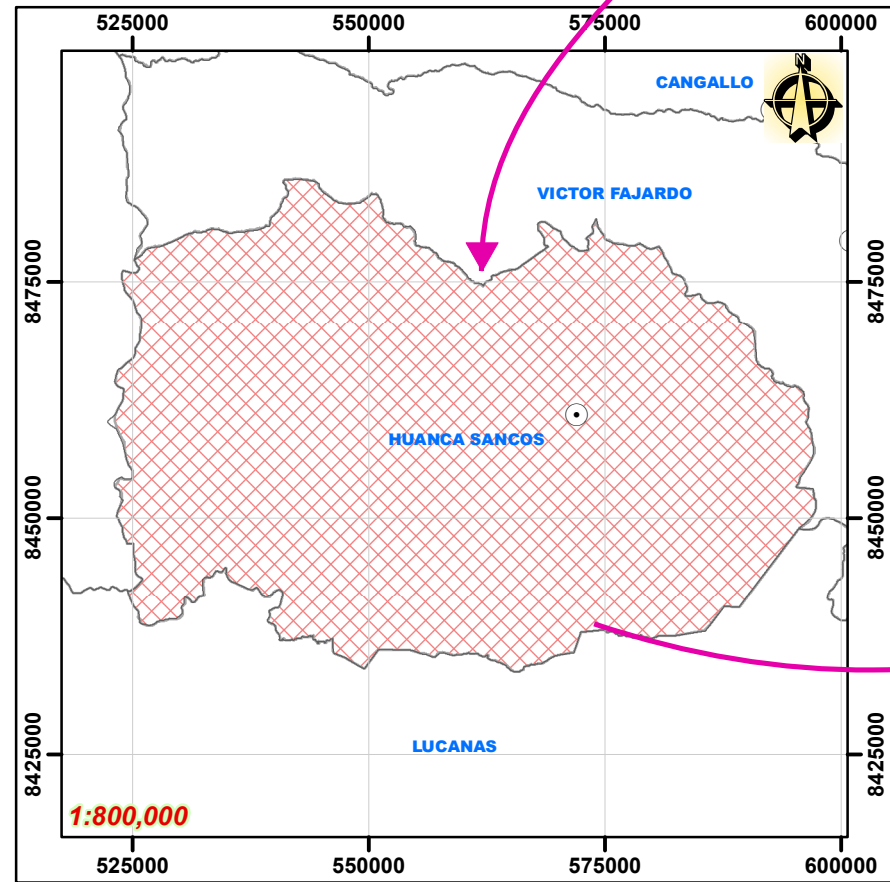 525000 550000 575000 600000
N
CANGALLO
VICTOR FAJARDO
8475000 8475000
HUANCA SANCOS
8450000 8450000
LUCANAS
8425000 8425000
1:800,000
525000 550000 575000 600000